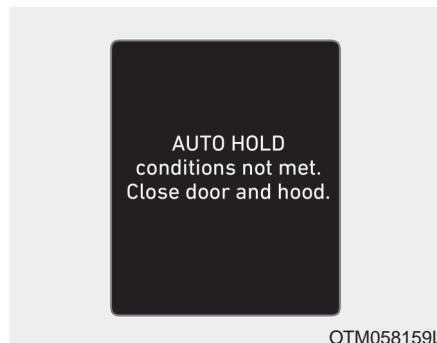 AUTO HOLD
conditions not met.
Close door and hood.
OTM058159L